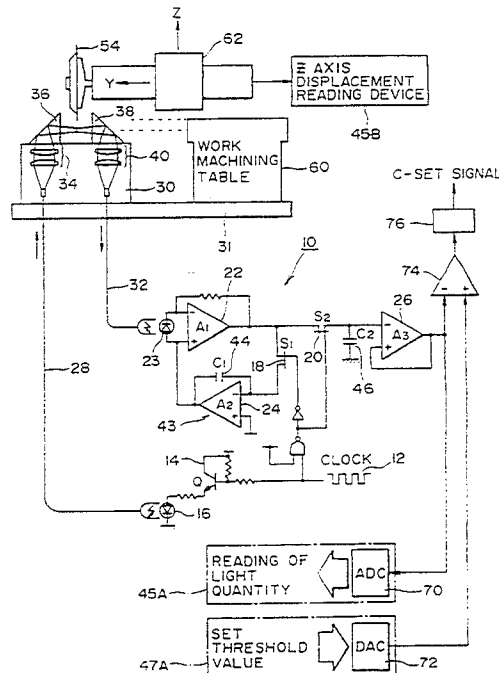 Z
54
62
Y
Ξ AXIS
DISPLACEMENT
READING DEVICE
45B
36
38
40
34
30
WORK
MACHINING
TABLE
60
31
C-SET SIGNAL
76
74
- +
32
10
22
26
A1
S2
A3
23
44
S1
18
20
C2
46
28
C1
A2
24
43
14
Q
CLOCK
12
16
READING OF
LIGHT
QUANTITY
ADC
45A
70
SET
THRESHOLD
VALUE
DAC
47A
72